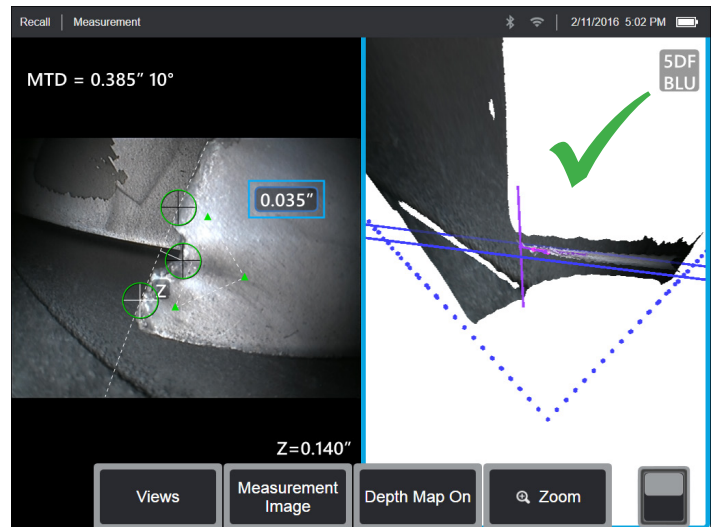 Recall | Measurement
2/11/2016 5:02 PM
MTD = 0.385" 10°
5DF
BLU
0.035"
Z
Z=0.140"
Views
Measurement
Image
Depth Map On
Zoom